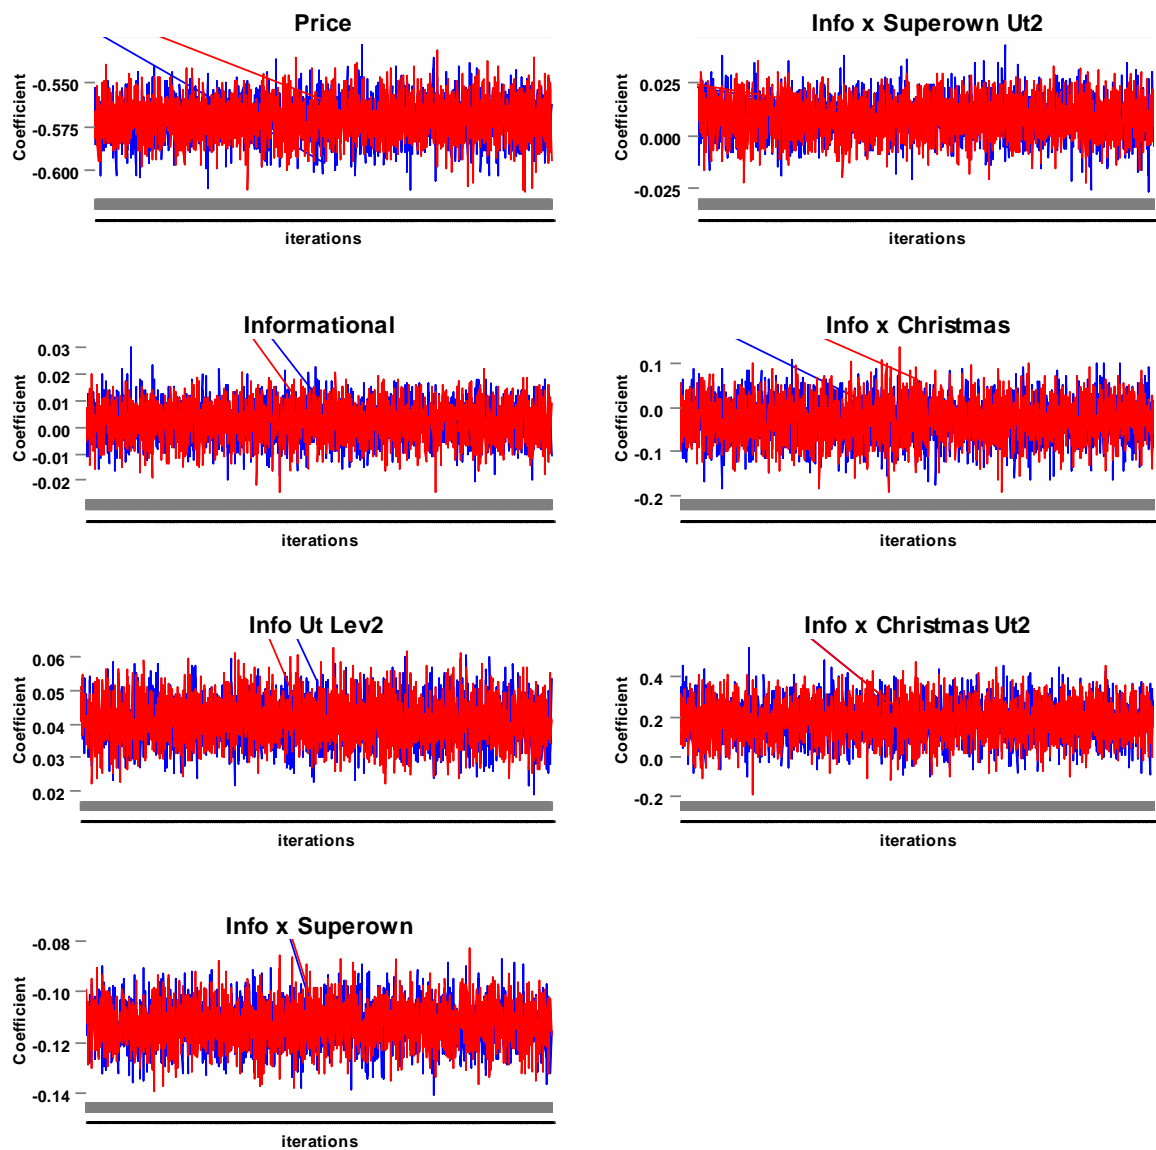 Price
Coefficient
-0.550
-0.575
-0.600
iterations
Info x Superown Ut2
Coefficient
0.025
0.000
-0.025
iterations
Informational
Coefficient
0.03
0.02
0.01
0.00
-0.01
-0.02
iterations
Info x Christmas
Coefficient
0.1
0.0
-0.1
-0.2
iterations
Info Ut Lev2
Coefficient
0.06
0.05
0.04
0.03
0.02
iterations
Info x Christmas Ut2
Coefficient
0.4
0.2
0.0
-0.2
iterations
Info x Superown
Coefficient
-0.08
-0.10
-0.12
-0.14
iterations